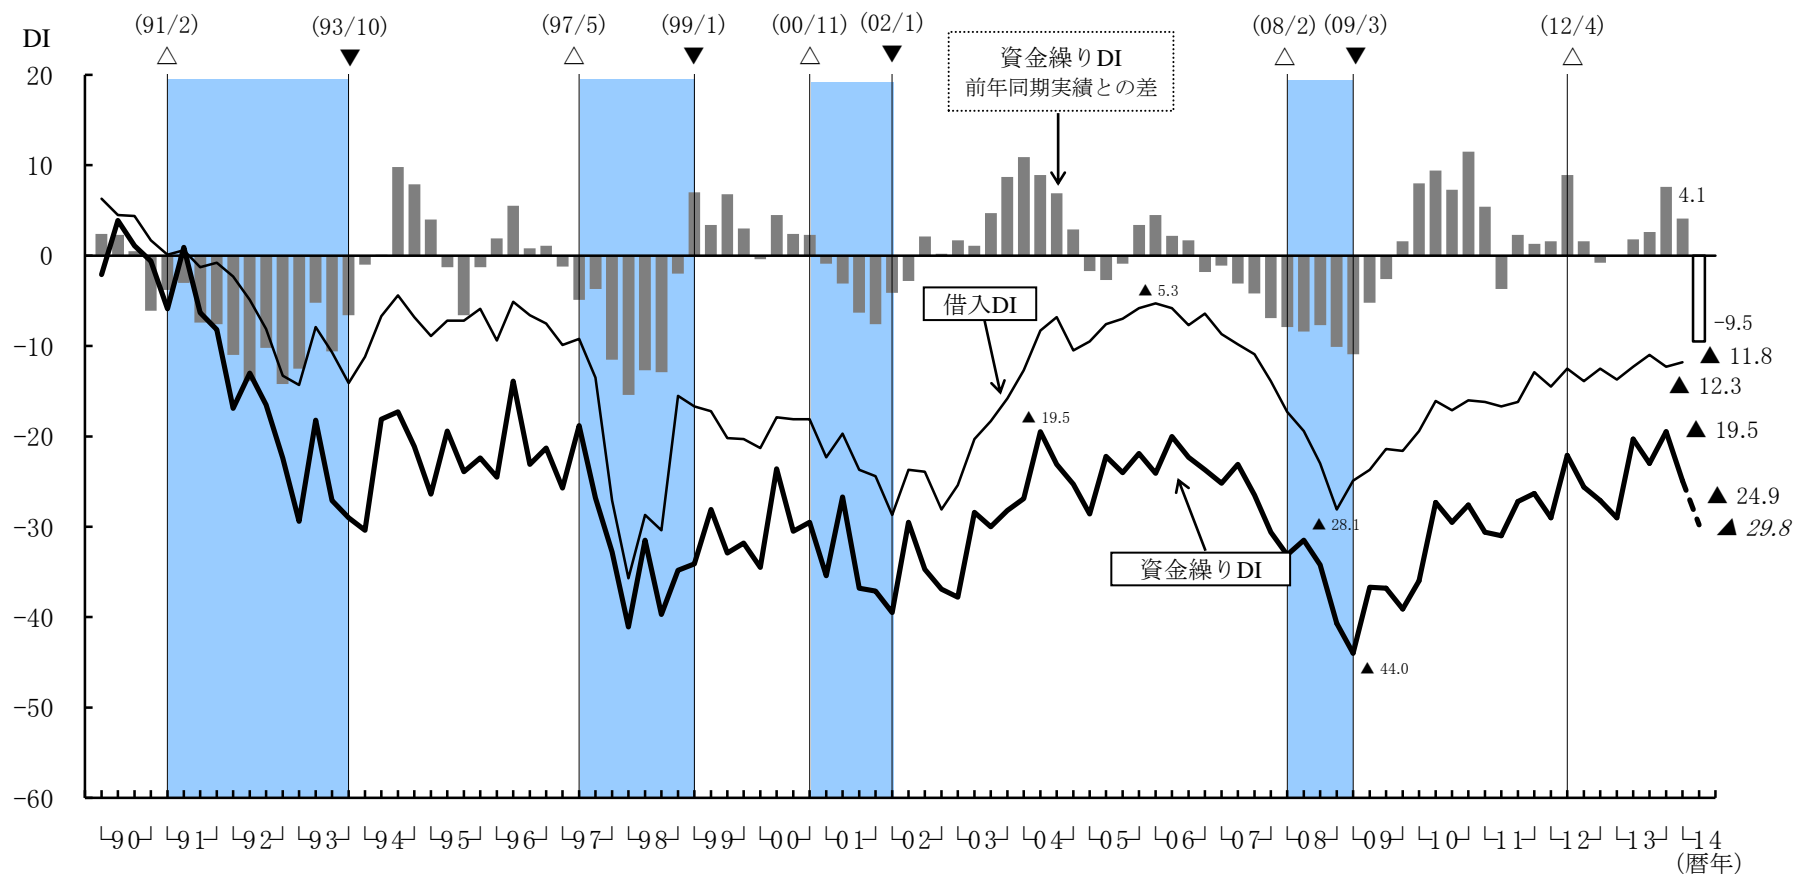 (91/2) (93/10) (97/5) (99/1) (00/11) (02/1) (08/2) (09/3) (12/4)
DI
△ ▼ △ ▼ △ ▼ △ ▼ △
資金繰りDI
前年同期実績との差
20
10
0
-10
-20
-30
-40
-50
-60
4.1
-9.5
借入DI
▲ 5.3
▲ 11.8
▲ 12.3
▲ 19.5
▲ 19.5
▲ 24.9
▲ 28.1
▲ 29.8
資金繰りDI
▲ 44.0
90 91 92 93 94 95 96 97 98 99 00 01 02 03 04 05 06 07 08 09 10 11 12 13 14
(暦年)